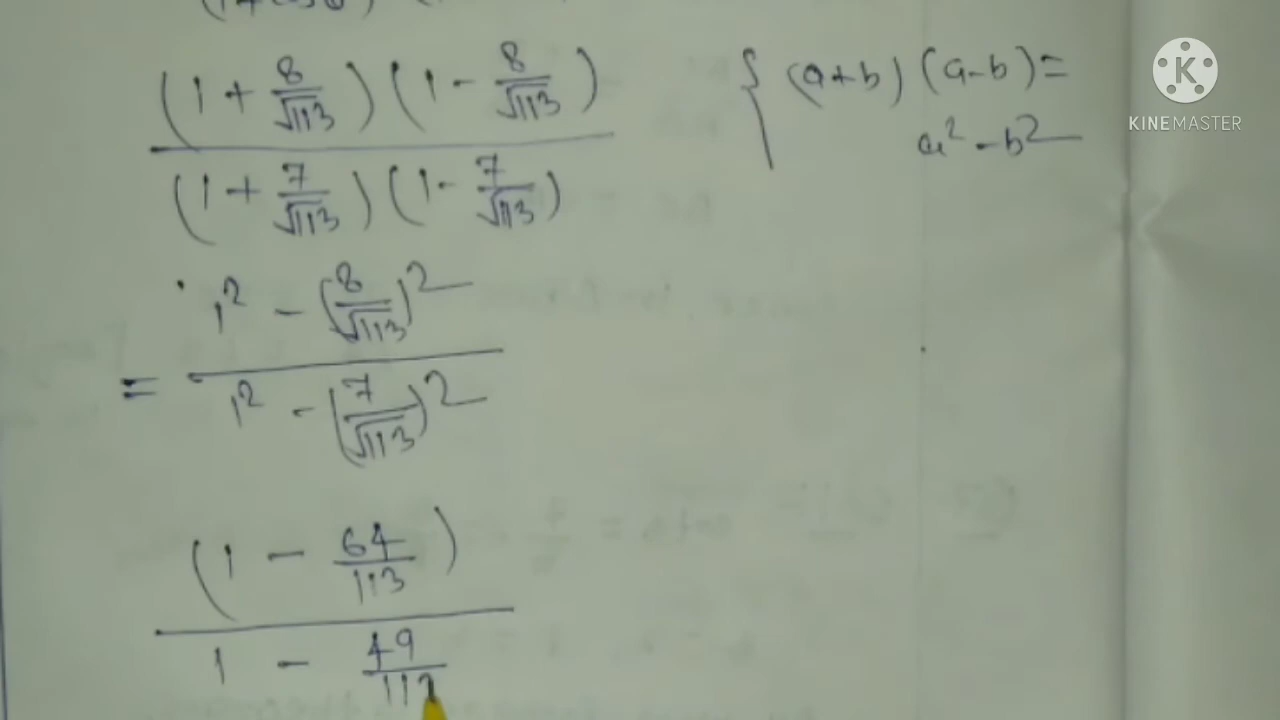 (1 + 8/√113) (1 - 8/√113)
(1 + 7/√113) (1 - 7/√113)
{ (a+b) (a-b) =
a² - b²
K
KINEMASTER
1² - (8/√113)²
=
1² - (7/√113)²
(1 - 64/113)
1 - 49/113